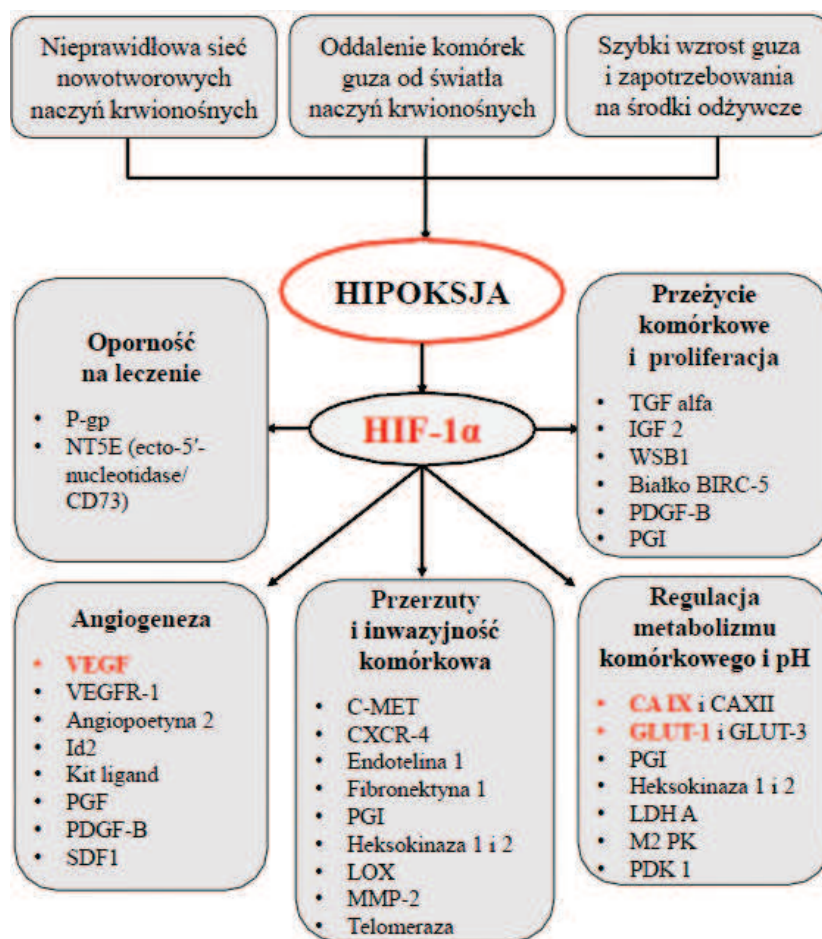 Nieprawidłowa sieć
nowotworowych
naczyń krwionośnych
Oddalenie komórek
guza od światła
naczyń krwionośnych
Szybki wzrost guza
i zapotrzebowania
na środki odżywcze
HIPOKSJA
Oporność
na leczenie
• P-gp
• NT5E (ecto-5′-
nucleotidase/
CD73)
HIF-1α
Przeżycie
komórkowe
i proliferacja
• TGF alfa
• IGF 2
• WSB1
• Białko BIRC-5
• PDGF-B
• PGI
Angiogeneza
• VEGF
• VEGFR-1
• Angiopoetyna 2
• Id2
• Kit ligand
• PGF
• PDGF-B
• SDF1
Przerzuty
i inwazyjność
komórkowa
• C-MET
• CXCR-4
• Endotelina 1
• Fibronektyna 1
• PGI
• Heksokinaza 1 i 2
• LOX
• MMP-2
• Telomeraza
Regulacja
metabolizmu
komórkowego i pH
• CA IX i CAXII
• GLUT-1 i GLUT-3
• PGI
• Heksokinaza 1 i 2
• LDH A
• M2 PK
• PDK 1